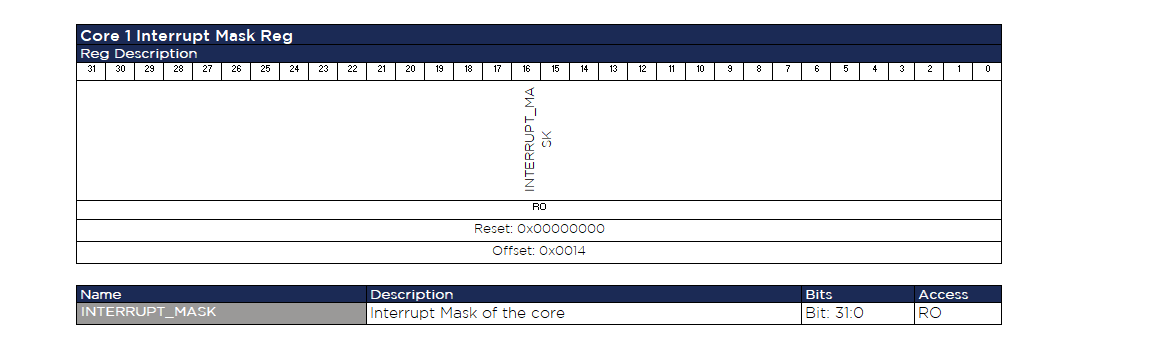 Core 1 Interrupt Mask Reg
Reg Description
31 30 29 28 27 26 25 24 23 22 21 20 19 18 17 16 15 14 13 12 11 10 9 8 7 6 5 4 3 2 1 0
INTERRUPT_MA
SK
RO
Reset: 0x00000000
Offset: 0x0014
Name Description Bits Access
INTERRUPT_MASK Interrupt Mask of the core Bit: 31:0 RO